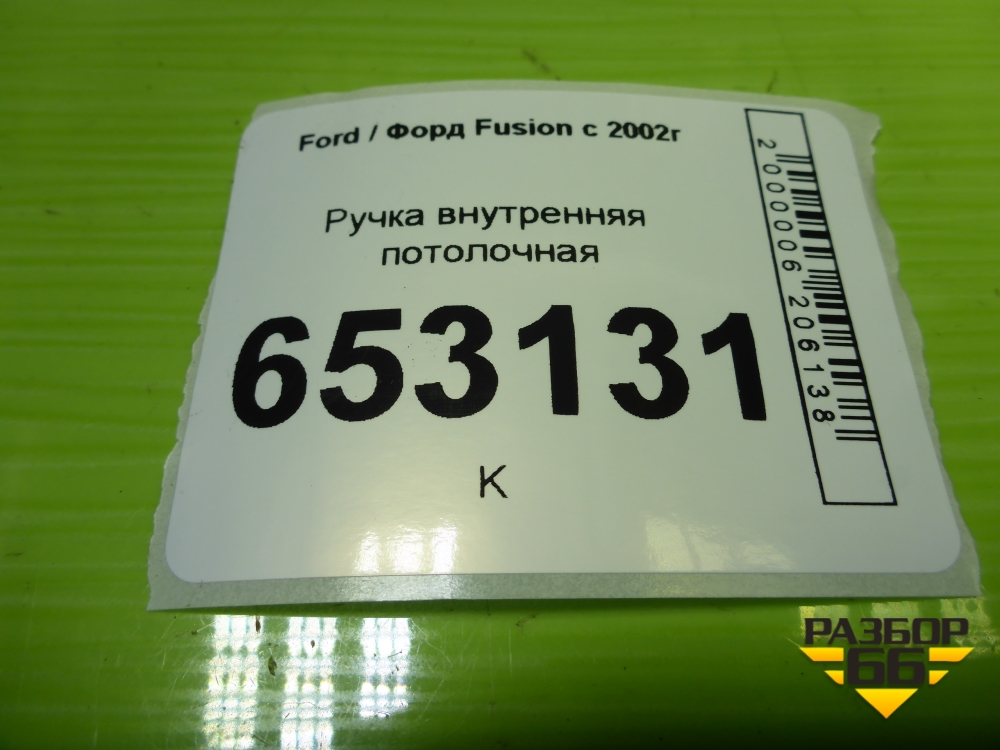 Ford / Форд Fusion с 2002г
Ручка внутренняя
потолочная
653131
К
2000006206138
РАЗБОР
66